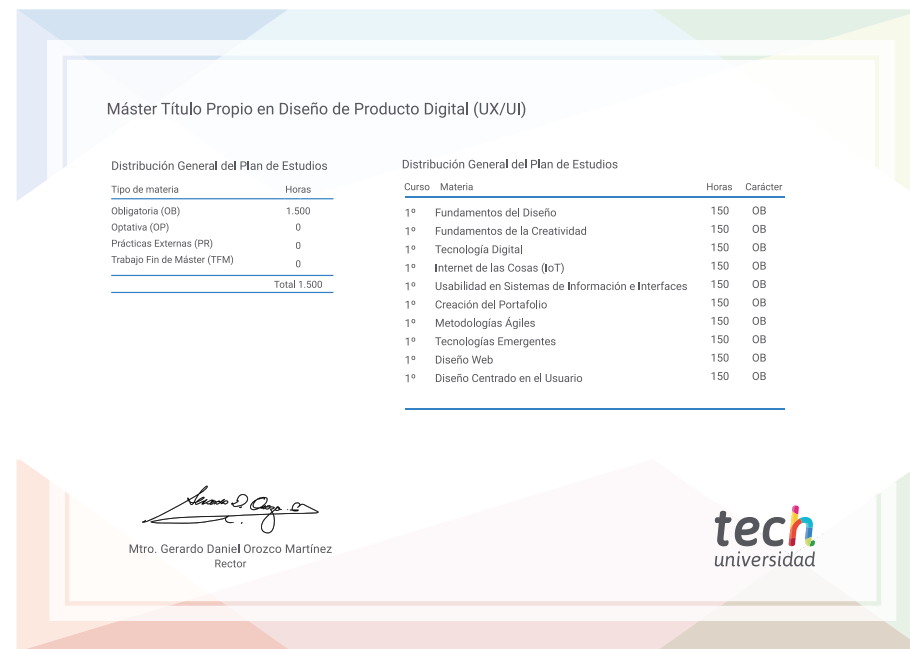 Máster Título Propio en Diseño de Producto Digital (UX/UI)
Distribución General del Plan de Estudios
Tipo de materia Horas
Obligatoria (OB) 1.500
Optativa (OP) 0
Prácticas Externas (PR) 0
Trabajo Fin de Máster (TFM) 0
Total 1.500
Distribución General del Plan de Estudios
Curso Materia Horas Carácter
1º Fundamentos del Diseño 150 OB
1º Fundamentos de la Creatividad 150 OB
1º Tecnología Digital 150 OB
1º Internet de las Cosas (IoT) 150 OB
1º Usabilidad en Sistemas de Información e Interfaces 150 OB
1º Creación del Portafolio 150 OB
1º Metodologías Ágiles 150 OB
1º Tecnologías Emergentes 150 OB
1º Diseño Web 150 OB
1º Diseño Centrado en el Usuario 150 OB
Mtro. Gerardo Daniel Orozco Martínez
Rector
tech
universidad